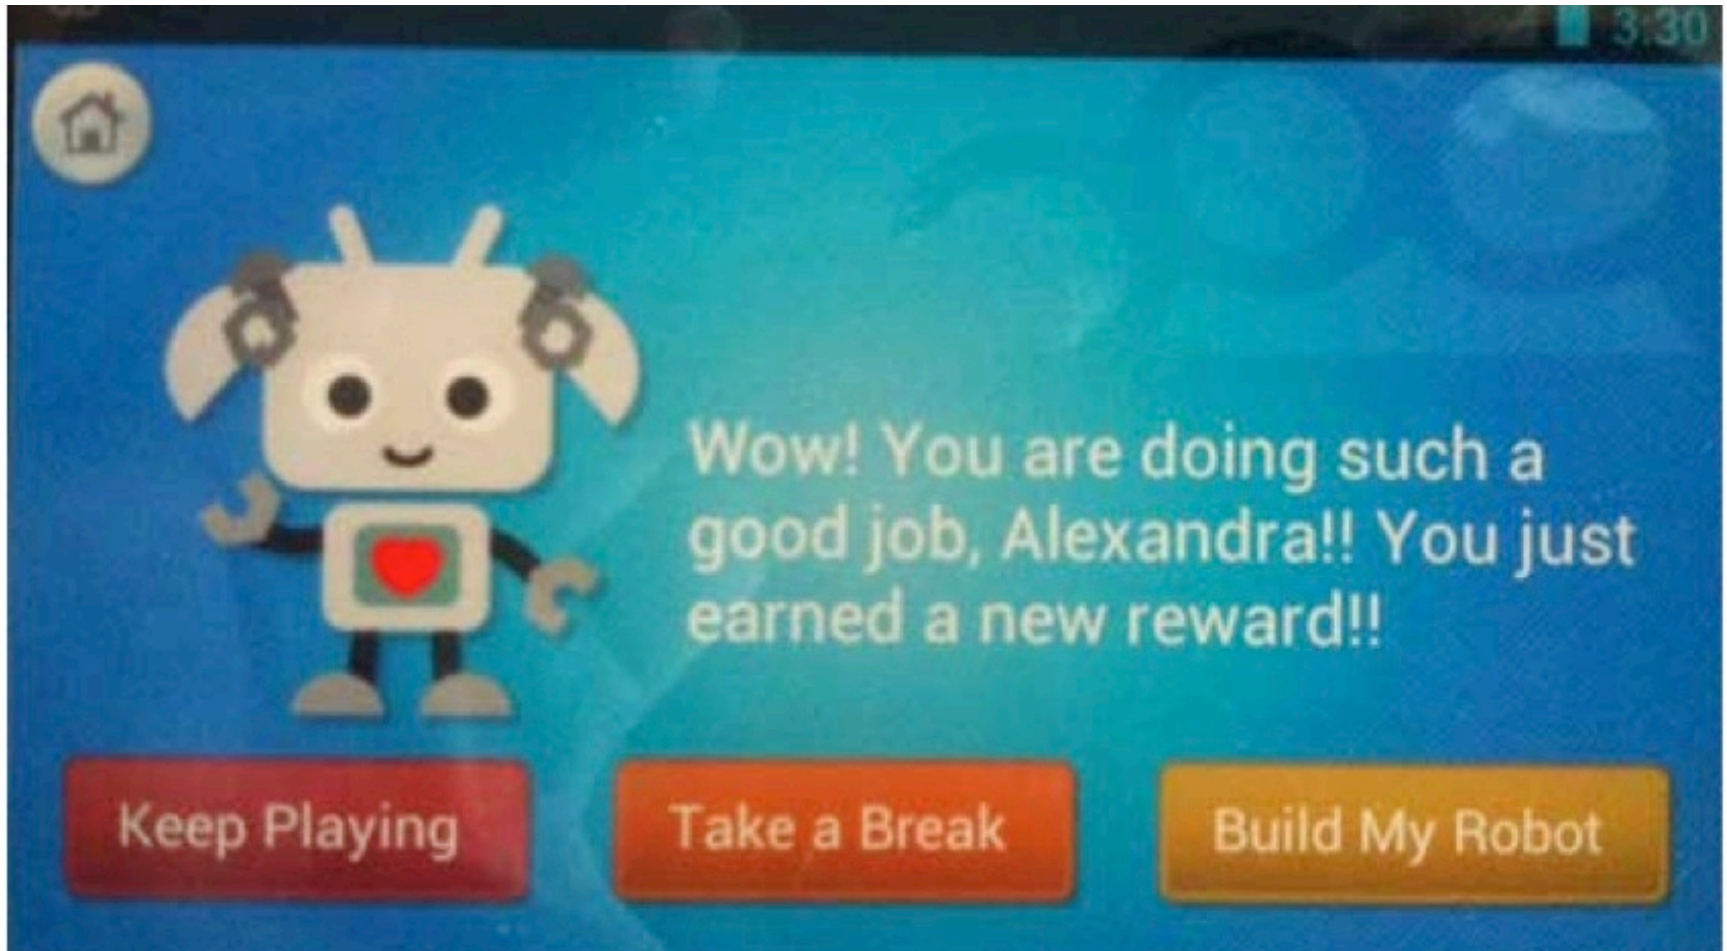 3:30
Wow! You are doing such a
good job, Alexandra!! You just
earned a new reward!!
Keep Playing
Take a Break
Build My Robot